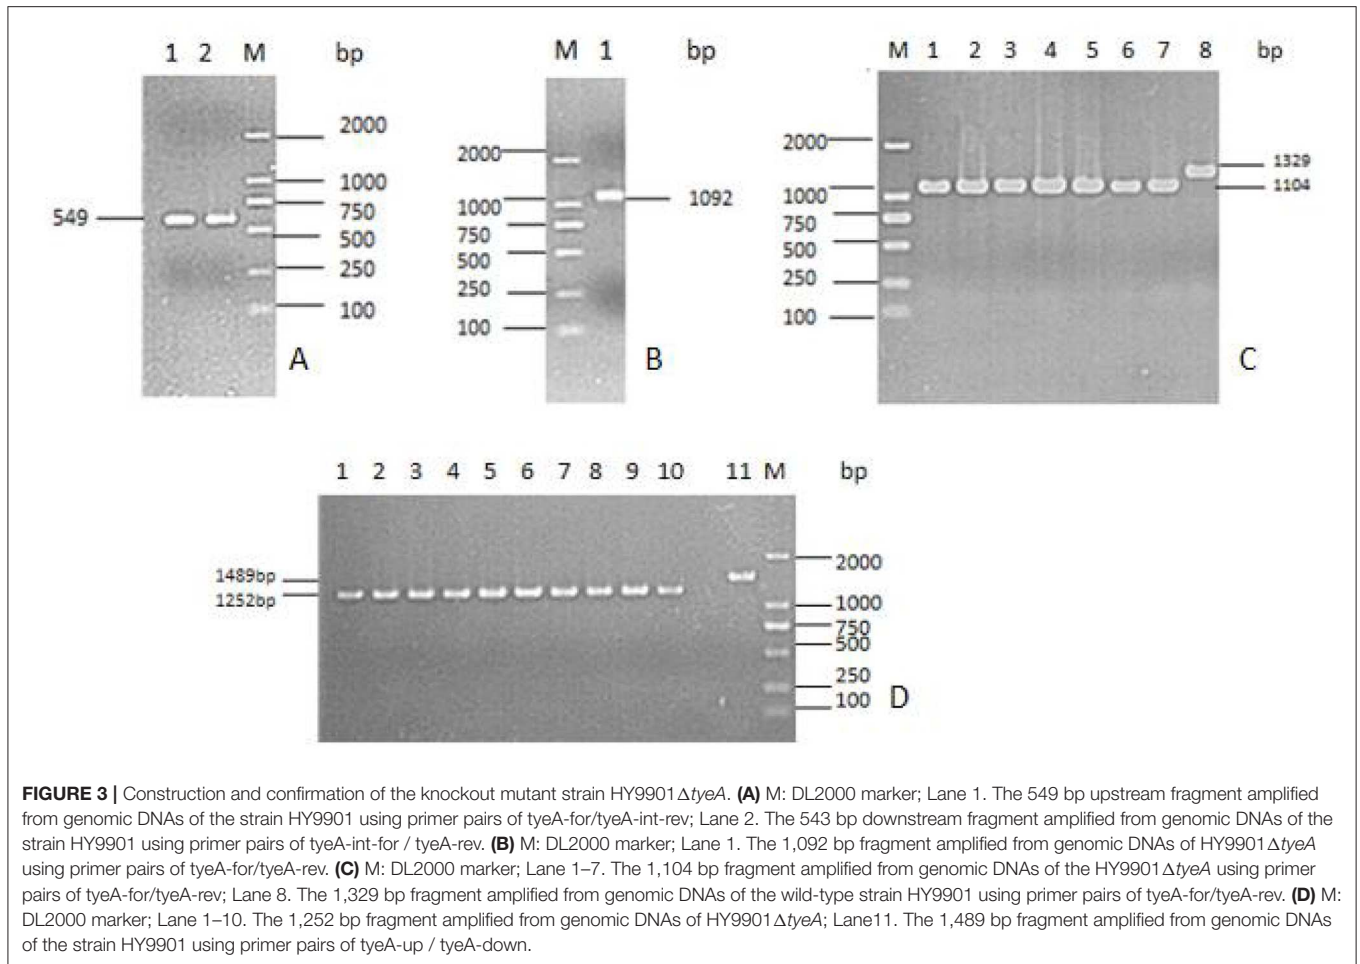 1 2 M bp
2000
1000
750
549
500
250
100
A
M 1 bp
2000
1092
1000
750
500
250
100
B
M 1 2 3 4 5 6 7 8 bp
2000
1329
1104
1000
750
500
250
100
C
1 2 3 4 5 6 7 8 9 10 11 M bp
2000
1489bp
1252bp
1000
750
500
250
100
D
FIGURE 3 | Construction and confirmation of the knockout mutant strain HY9901ΔtyeA. (A) M: DL2000 marker; Lane 1. The 549 bp upstream fragment amplified
from genomic DNAs of the strain HY9901 using primer pairs of tyeA-for/tyeA-int-rev; Lane 2. The 543 bp downstream fragment amplified from genomic DNAs of the
strain HY9901 using primer pairs of tyeA-int-for / tyeA-rev. (B) M: DL2000 marker; Lane 1. The 1,092 bp fragment amplified from genomic DNAs of HY9901ΔtyeA
using primer pairs of tyeA-for/tyeA-rev. (C) M: DL2000 marker; Lane 1–7. The 1,104 bp fragment amplified from genomic DNAs of the HY9901ΔtyeA using primer
pairs of tyeA-for/tyeA-rev; Lane 8. The 1,329 bp fragment amplified from genomic DNAs of the wild-type strain HY9901 using primer pairs of tyeA-for/tyeA-rev. (D) M:
DL2000 marker; Lane 1–10. The 1,252 bp fragment amplified from genomic DNAs of HY9901ΔtyeA; Lane11. The 1,489 bp fragment amplified from genomic DNAs
of the strain HY9901 using primer pairs of tyeA-up / tyeA-down.